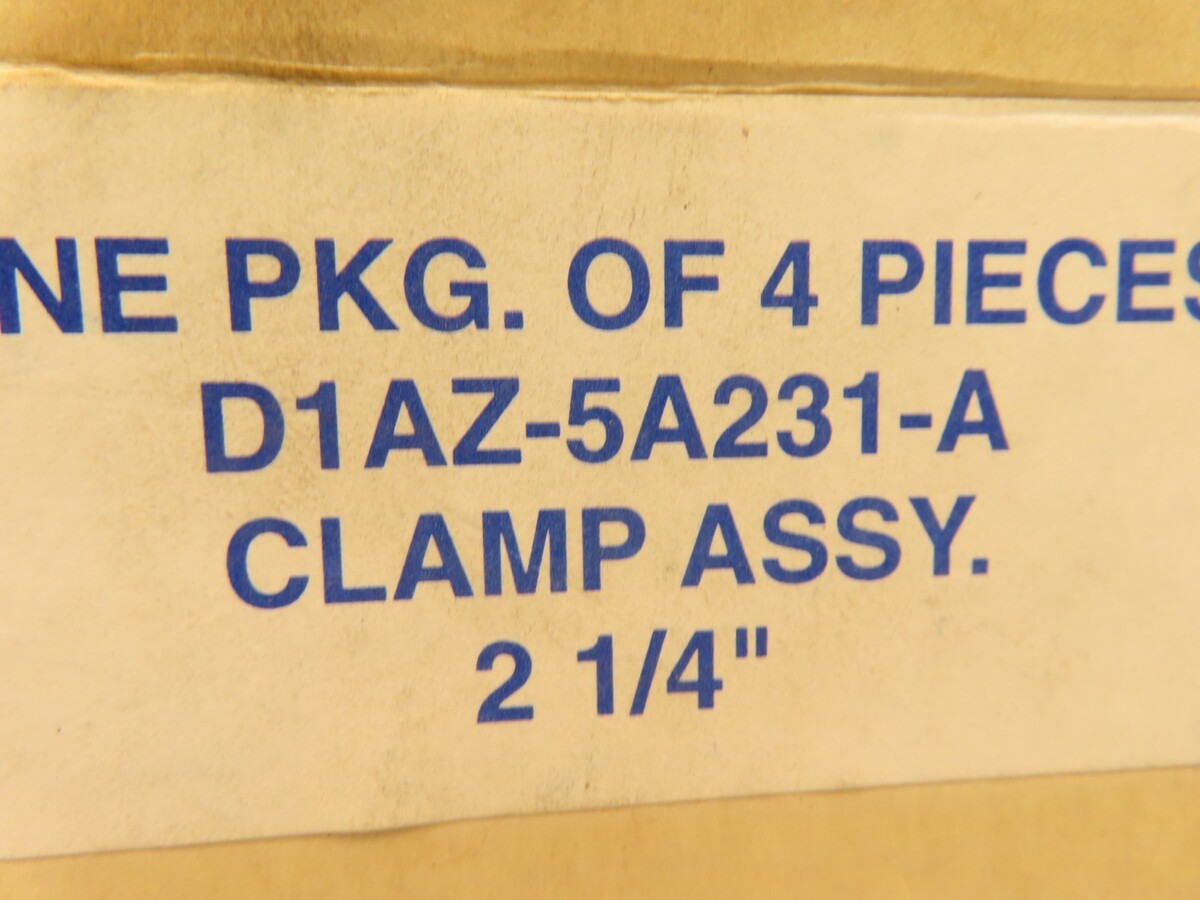 NE PKG. OF 4 PIECES
D1AZ-5A231-A
CLAMP ASSY.
2 1/4"